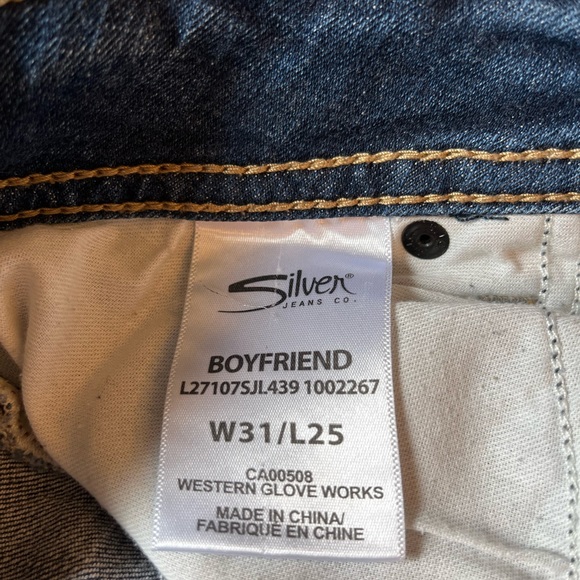 Silver®
JEANS CO.
BOYFRIEND
L27107SJL439 1002267
W31/L25
CA00508
WESTERN GLOVE WORKS
MADE IN CHINA/
FABRIQUÉ EN CHINE